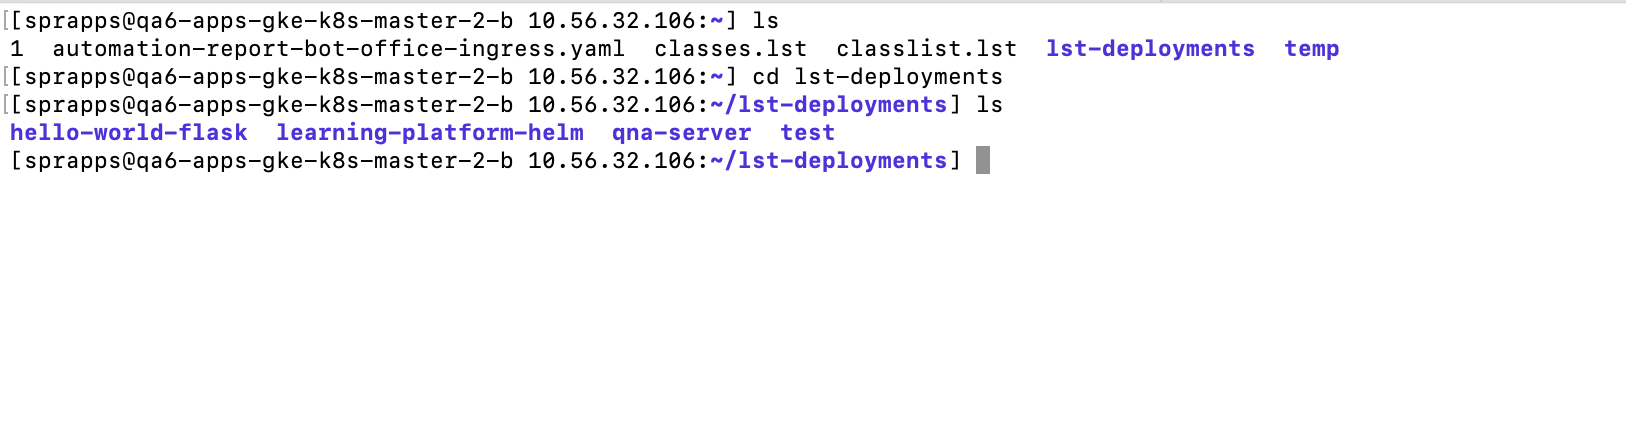 [[sprapps@qa6-apps-gke-k8s-master-2-b 10.56.32.106:~] ls
1  automation-report-bot-office-ingress.yaml  classes.lst  classlist.lst  lst-deployments  temp
[[sprapps@qa6-apps-gke-k8s-master-2-b 10.56.32.106:~] cd lst-deployments
[[sprapps@qa6-apps-gke-k8s-master-2-b 10.56.32.106:~/lst-deployments] ls
hello-world-flask  learning-platform-helm  qna-server  test
[sprapps@qa6-apps-gke-k8s-master-2-b 10.56.32.106:~/lst-deployments]